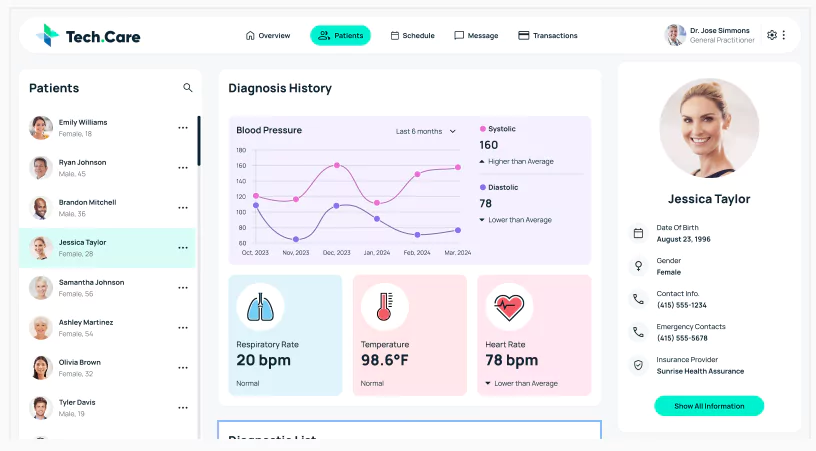 Tech.Care
Overview
Patients
Schedule
Message
Transactions
Dr. Jose Simmons
General Practitioner
Patients
Emily Williams
Female, 18
Ryan Johnson
Male, 45
Brandon Mitchell
Male, 36
Jessica Taylor
Female, 28
Samantha Johnson
Female, 56
Ashley Martinez
Female, 54
Olivia Brown
Female, 32
Tyler Davis
Male, 19
Diagnosis History
Blood Pressure
Last 6 months
180
160
140
120
100
80
60
Oct, 2023
Nov, 2023
Dec, 2023
Jan, 2024
Feb, 2024
Mar, 2024
Systolic
160
Higher than Average
Diastolic
78
Lower than Average
Respiratory Rate
20 bpm
Normal
Temperature
98.6°F
Normal
Heart Rate
78 bpm
Lower than Average
Diagnostic List
Jessica Taylor
Date Of Birth
August 23, 1996
Gender
Female
Contact Info.
(415) 555-1234
Emergency Contacts
(415) 555-5678
Insurance Provider
Sunrise Health Assurance
Show All Information